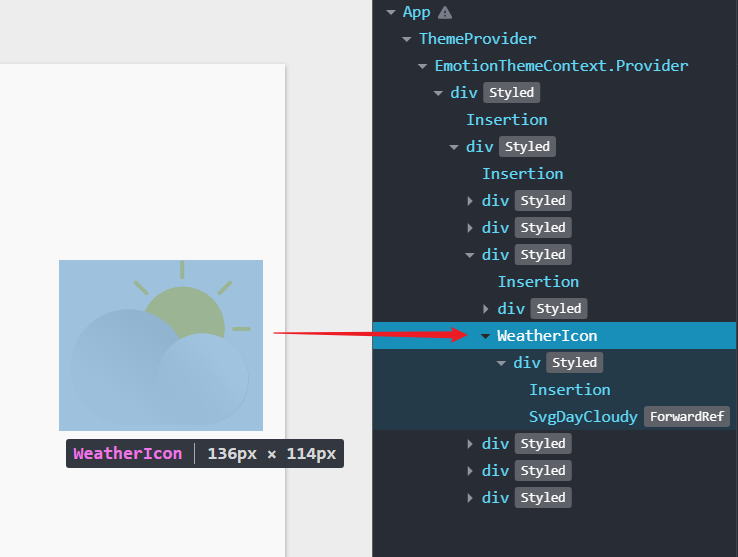 App
ThemeProvider
EmotionThemeContext.Provider
div Styled
Insertion
div Styled
Insertion
div Styled
div Styled
div Styled
Insertion
div Styled
WeatherIcon
div Styled
Insertion
SvgDayCloudy ForwardRef
div Styled
div Styled
div Styled
WeatherIcon 136px × 114px